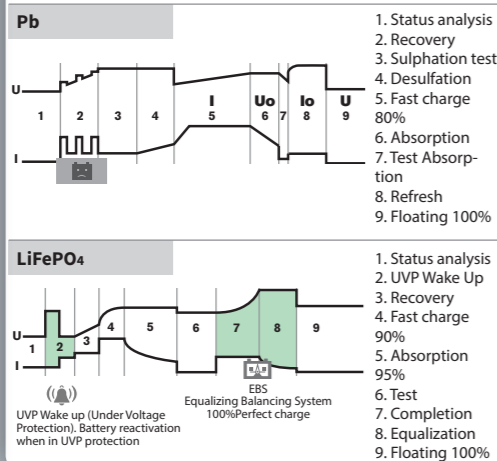 Pb
U
I
1 2 3 4 I 5 Uo 6 7 Io 8 U 9
1. Status analysis
2. Recovery
3. Sulphation test
4. Desulfation
5. Fast charge
80%
6. Absorption
7. Test Absorp-
tion
8. Refresh
9. Floating 100%
LiFePO4
U
I
1 2 3 4 5 6 7 8 9
UVP Wake up (Under Voltage
Protection). Battery reactivation
when in UVP protection
EBS
Equalizing Balancing System
100%Perfect charge
1. Status analysis
2. UVP Wake Up
3. Recovery
4. Fast charge
90%
5. Absorption
95%
6. Test
7. Completion
8. Equalization
9. Floating 100%